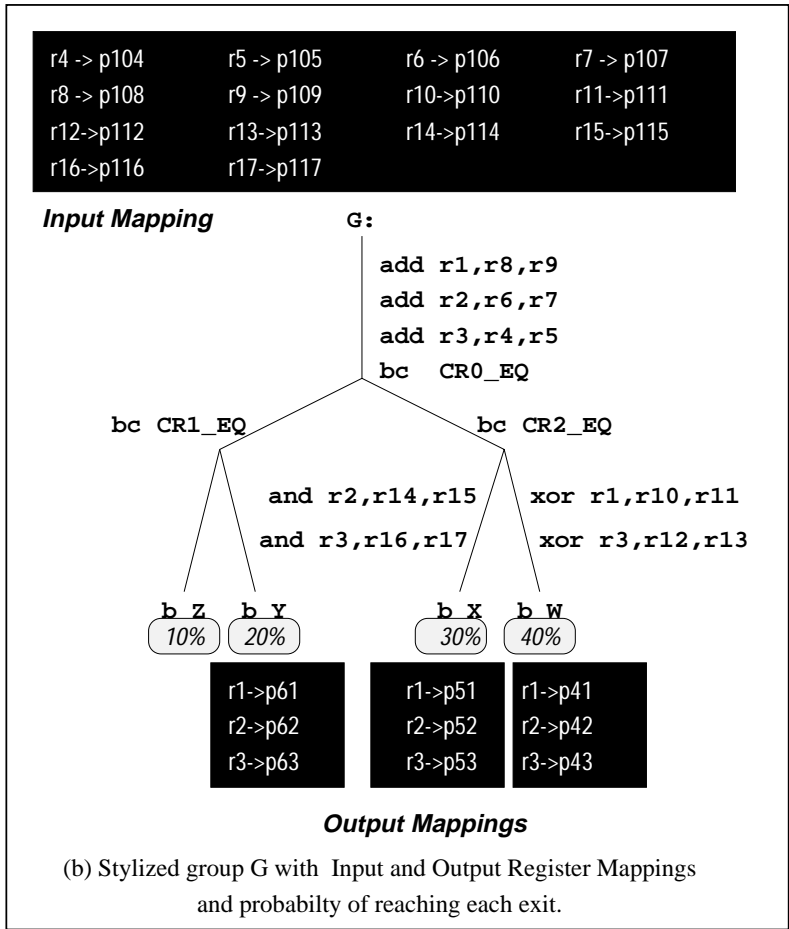 r4 -> p104 r5 -> p105 r6 -> p106 r7 -> p107
r8 -> p108 r9 -> p109 r10->p110 r11->p111
r12->p112 r13->p113 r14->p114 r15->p115
r16->p116 r17->p117
Input Mapping G:
add r1,r8,r9
add r2,r6,r7
add r3,r4,r5
bc CR0_EQ
bc CR1_EQ bc CR2_EQ
and r2,r14,r15 xor r1,r10,r11
and r3,r16,r17 xor r3,r12,r13
b Z b Y b X b W
10% 20% 30% 40%
r1->p61 r1->p51 r1->p41
r2->p62 r2->p52 r2->p42
r3->p63 r3->p53 r3->p43
Output Mappings
(b) Stylized group G with Input and Output Register Mappings
and probabilty of reaching each exit.